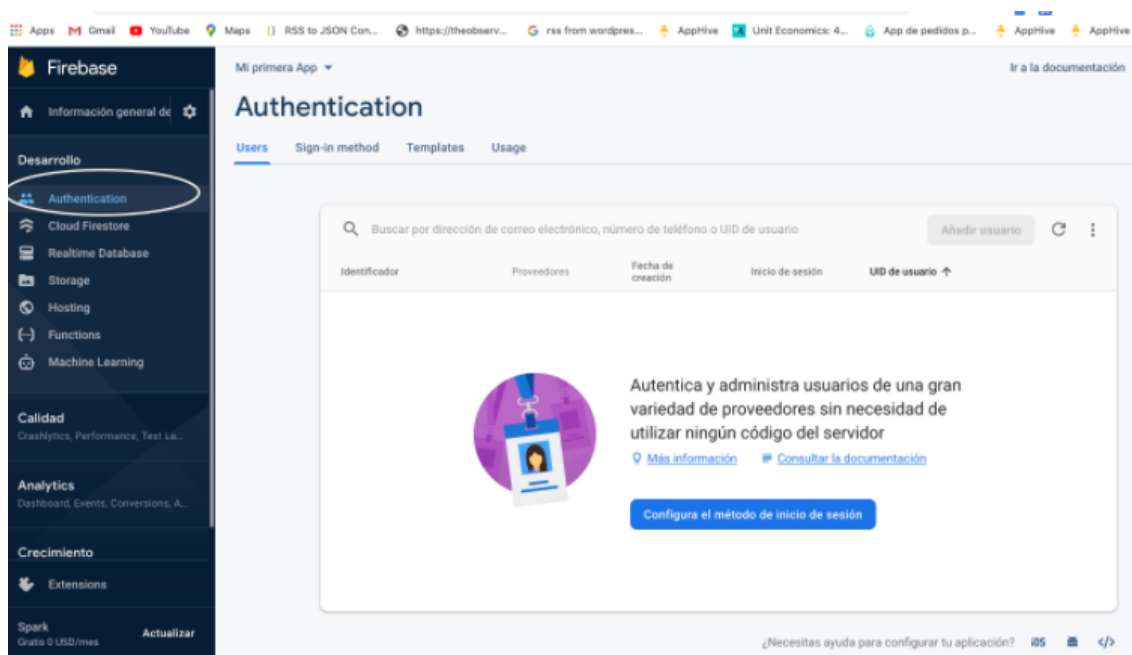 Apps
Gmail
YouTube
Maps
RSS to JSON Con...
https://theobserv...
rss from wordpres...
AppHive
Unit Economics: 4...
App de pedidos p...
AppHive
AppHive
Firebase
Mi primera App
Ir a la documentación
Información general de
Authentication
Users
Sign-in method
Templates
Usage
Desarrollo
Authentication
Cloud Firestore
Realtime Database
Storage
Hosting
Functions
Machine Learning
Calidad
Crashlytics, Performance, Test La...
Analytics
Dashboard, Events, Conversions, A...
Crecimiento
Extensions
Spark
Gratis 0 USD/mes
Actualizar
Buscar por dirección de correo electrónico, número de teléfono o UID de usuario
Añadir usuario
Identificador
Proveedores
Fecha de
creación
Inicio de sesión
UID de usuario
Autentica y administra usuarios de una gran
variedad de proveedores sin necesidad de
utilizar ningún código del servidor
Más información
Consultar la documentación
Configura el método de inicio de sesión
¿Necesitas ayuda para configurar tu aplicación?
iOS